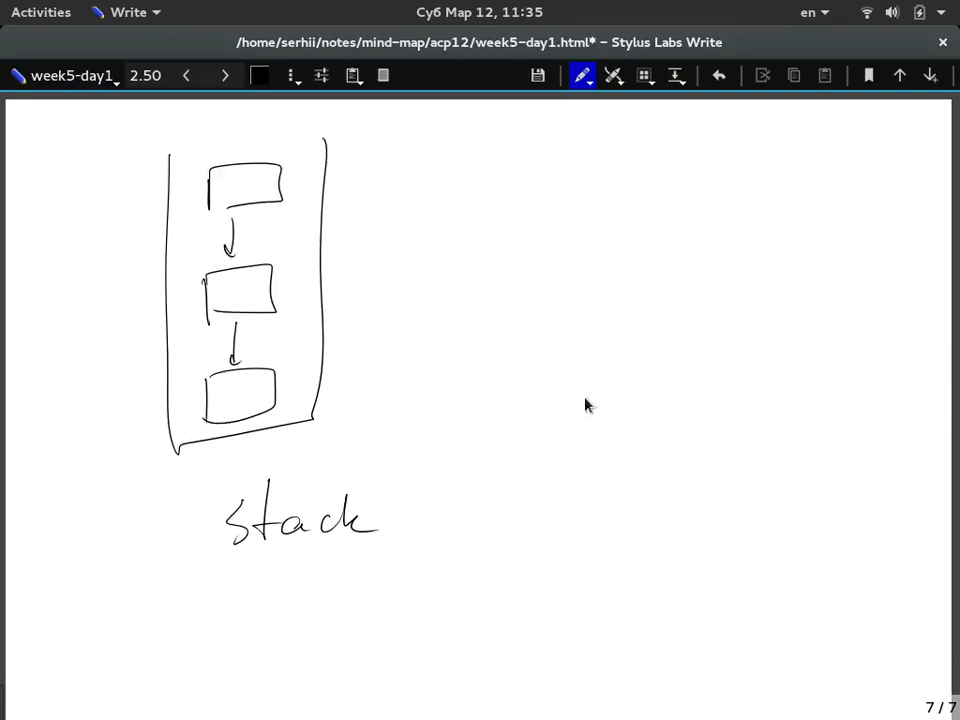 Activities Write Суб Мар 12, 11:35 en
/home/serhii/notes/mind-map/acp12/week5-day1.html* – Stylus Labs Write
week5-day1 2.50
stack
7 / 7